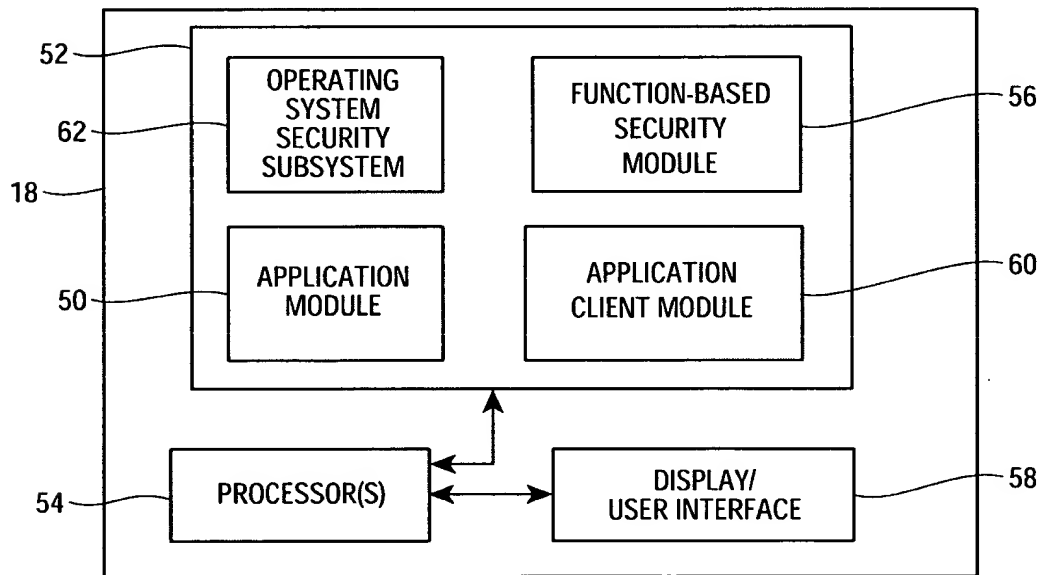 52
OPERATING
SYSTEM
SECURITY
SUBSYSTEM
62
FUNCTION-BASED
SECURITY
MODULE
56
18
APPLICATION
MODULE
50
APPLICATION
CLIENT MODULE
60
PROCESSOR(S)
54
DISPLAY/
USER INTERFACE
58